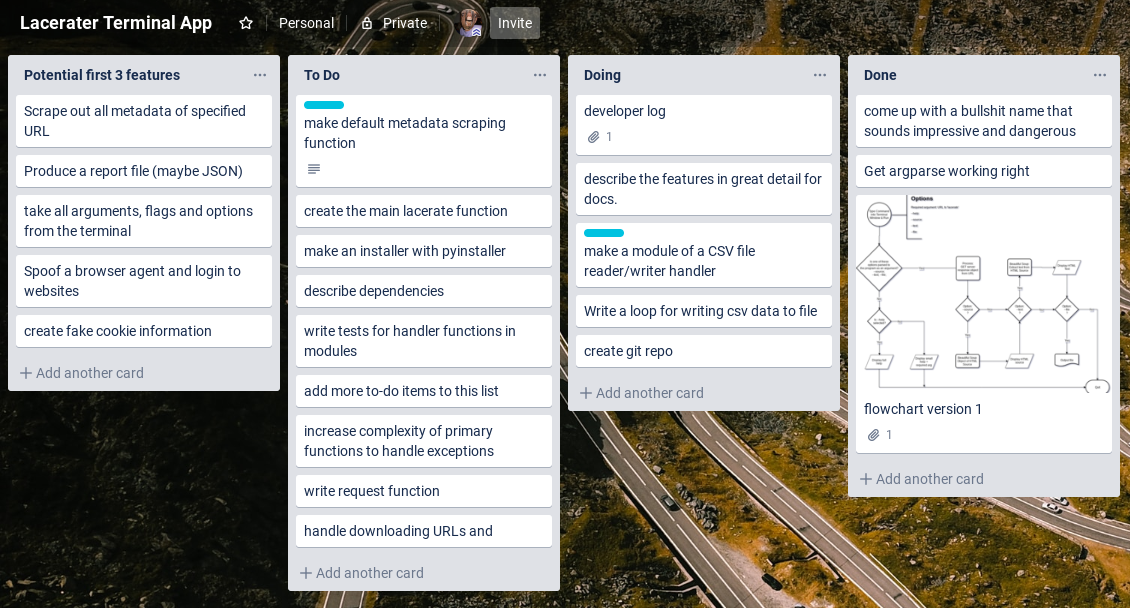 Lacerater Terminal App
Personal
Private
Invite
Potential first 3 features
Scrape out all metadata of specified
URL
Produce a report file (maybe JSON)
take all arguments, flags and options
from the terminal
Spoof a browser agent and login to
websites
create fake cookie information
Add another card
To Do
make default metadata scraping
function
create the main lacerate function
make an installer with pyinstaller
describe dependencies
write tests for handler functions in
modules
add more to-do items to this list
increase complexity of primary
functions to handle exceptions
write request function
handle downloading URLs and
Add another card
Doing
developer log
1
describe the features in great detail for
docs.
make a module of a CSV file
reader/writer handler
Write a loop for writing csv data to file
create git repo
Add another card
Done
come up with a bullshit name that
sounds impressive and dangerous
Get argparse working right
Options
flowchart version 1
1
Add another card